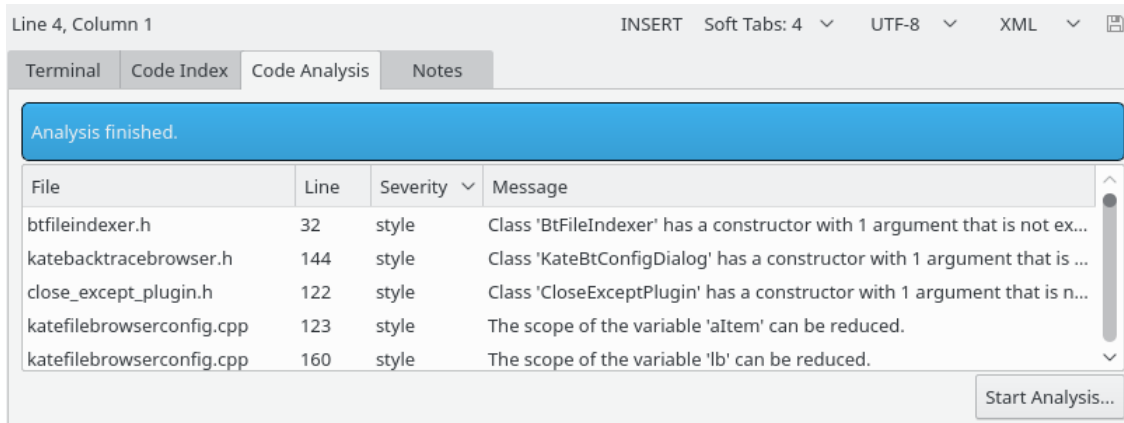 Line 4, Column 1 INSERT Soft Tabs: 4 UTF-8 XML
Terminal Code Index Code Analysis Notes
Analysis finished.
File Line Severity Message
btfileindexer.h 32 style Class 'BtFileIndexer' has a constructor with 1 argument that is not ex...
katebacktracebrowser.h 144 style Class 'KateBtConfigDialog' has a constructor with 1 argument that is ...
close_except_plugin.h 122 style Class 'CloseExceptPlugin' has a constructor with 1 argument that is n...
katefilebrowserconfig.cpp 123 style The scope of the variable 'aItem' can be reduced.
katefilebrowserconfig.cpp 160 style The scope of the variable 'lb' can be reduced.
Start Analysis...